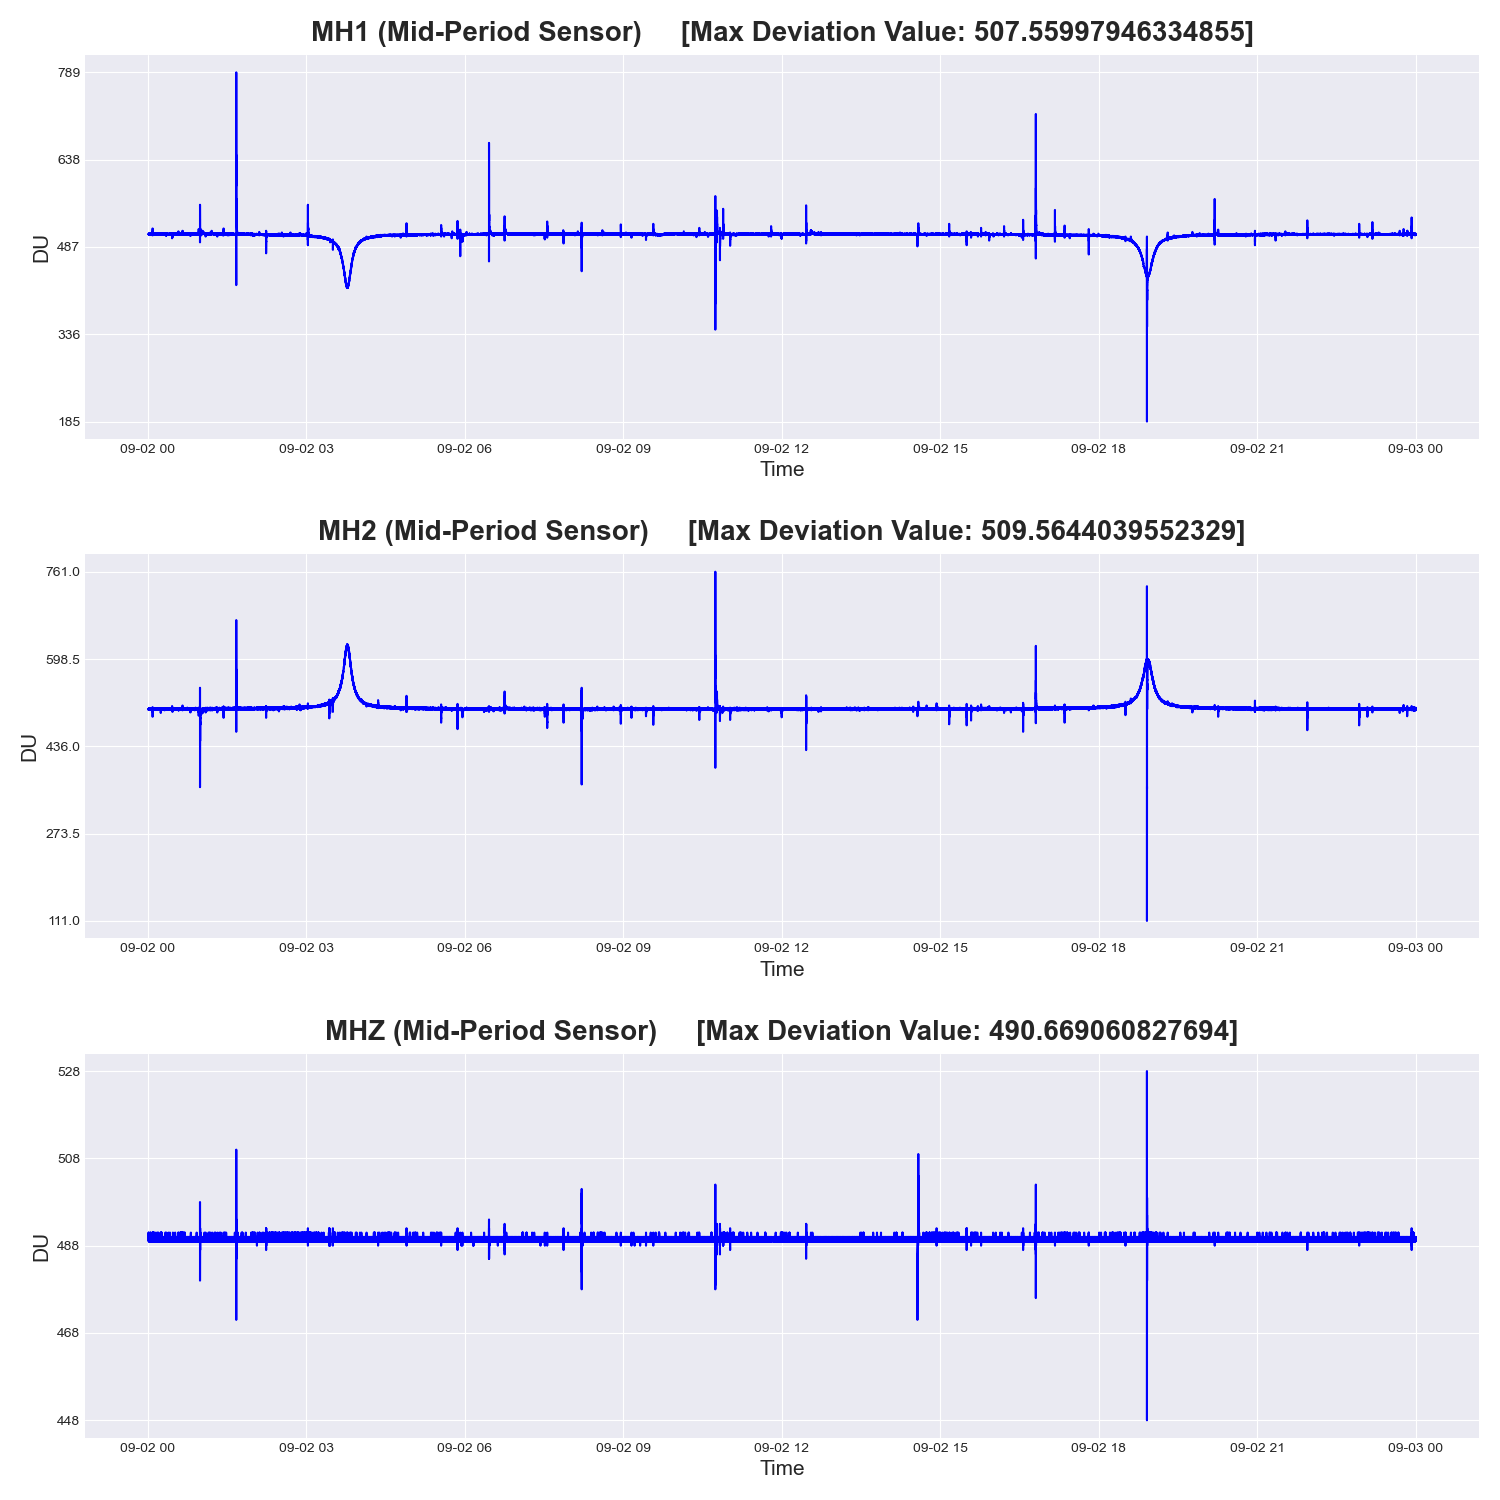 MH1 (Mid-Period Sensor) [Max Deviation Value: 507.55997946334855]
789
638
487
336
185
DU
09-02 00 09-02 03 09-02 06 09-02 09 09-02 12 09-02 15 09-02 18 09-02 21 09-03 00
Time
MH2 (Mid-Period Sensor) [Max Deviation Value: 509.5644039552329]
761.0
598.5
436.0
273.5
111.0
DU
09-02 00 09-02 03 09-02 06 09-02 09 09-02 12 09-02 15 09-02 18 09-02 21 09-03 00
Time
MHZ (Mid-Period Sensor) [Max Deviation Value: 490.669060827694]
528
508
488
468
448
DU
09-02 00 09-02 03 09-02 06 09-02 09 09-02 12 09-02 15 09-02 18 09-02 21 09-03 00
Time